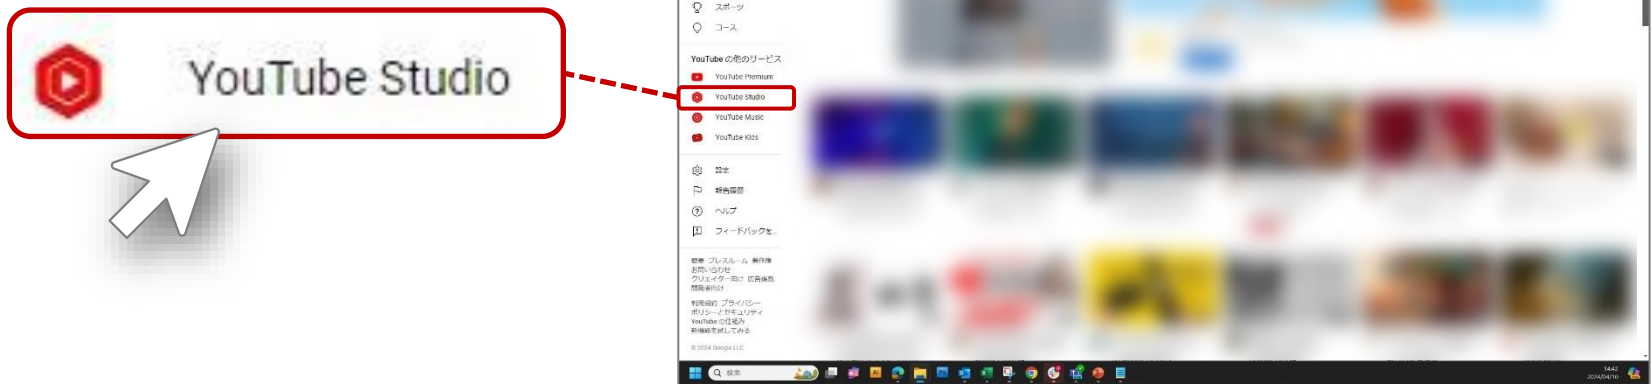 YouTube Studio
スポーツ
コース
YouTube の他のサービス
YouTube Premium
YouTube Studio
YouTube Music
YouTube Kids
設定
報告履歴
ヘルプ
フィードバックを..
概要 プレスルーム 著作権
お問い合わせ
クリエイター向け 広告掲載
開発者向け
利用規約 プライバシー
ポリシーとセキュリティ
YouTube の仕組み
新機能を試してみる
© 2024 Google LLC
検索
14:42
2024/04/10